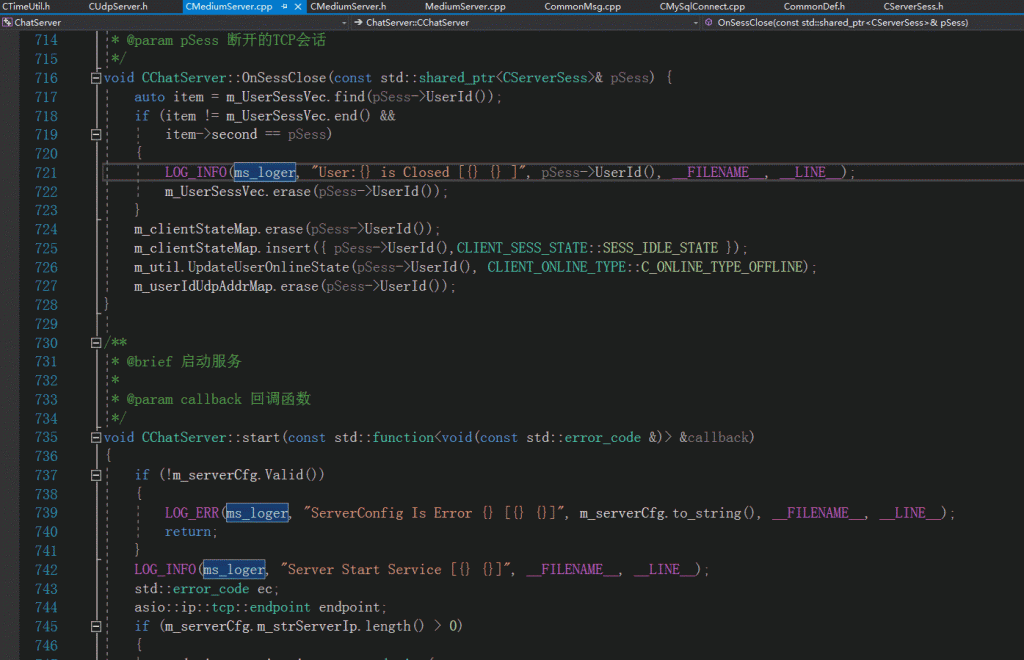 CTimeUtil.h CUdpServer.h CMediumServer.cpp CMediumServer.h MediumServer.cpp CommonMsg.cpp CMySqlConnect.cpp CommonDef.h CServerSess.h
ChatServer ChatServer::CChatServer OnSessClose(const std::shared_ptr<CServerSess>& pSess)
714 * @param pSess 断开的TCP会话
715 */
716 void CChatServer::OnSessClose(const std::shared_ptr<CServerSess>& pSess) {
717 auto item = m_UserSessVec.find(pSess->UserId());
718 if (item != m_UserSessVec.end() &&
719 item->second == pSess)
720 {
721 LOG_INFO(ms_loger, "User:{} is Closed [{} {} ]", pSess->UserId(), __FILENAME__, __LINE__);
722 m_UserSessVec.erase(pSess->UserId());
723 }
724 m_clientStateMap.erase(pSess->UserId());
725 m_clientStateMap.insert({ pSess->UserId(),CLIENT_SESS_STATE::SESS_IDLE_STATE });
726 m_util.UpdateUserOnlineState(pSess->UserId(), CLIENT_ONLINE_TYPE::C_ONLINE_TYPE_OFFLINE);
727 m_userIdUdpAddrMap.erase(pSess->UserId());
728 }
729
730 /**
731 * @brief 启动服务
732 *
733 * @param callback 回调函数
734 */
735 void CChatServer::start(const std::function<void(const std::error_code &)> &callback)
736 {
737 if (!m_serverCfg.Valid())
738 {
739 LOG_ERR(ms_loger, "ServerConfig Is Error {} [{} {}]", m_serverCfg.to_string(), __FILENAME__, __LINE__);
740 return;
741 }
742 LOG_INFO(ms_loger, "Server Start Service [{} {}]", __FILENAME__, __LINE__);
743 std::error_code ec;
744 asio::ip::tcp::endpoint endpoint;
745 if (m_serverCfg.m_strServerIp.length() > 0)
746 {